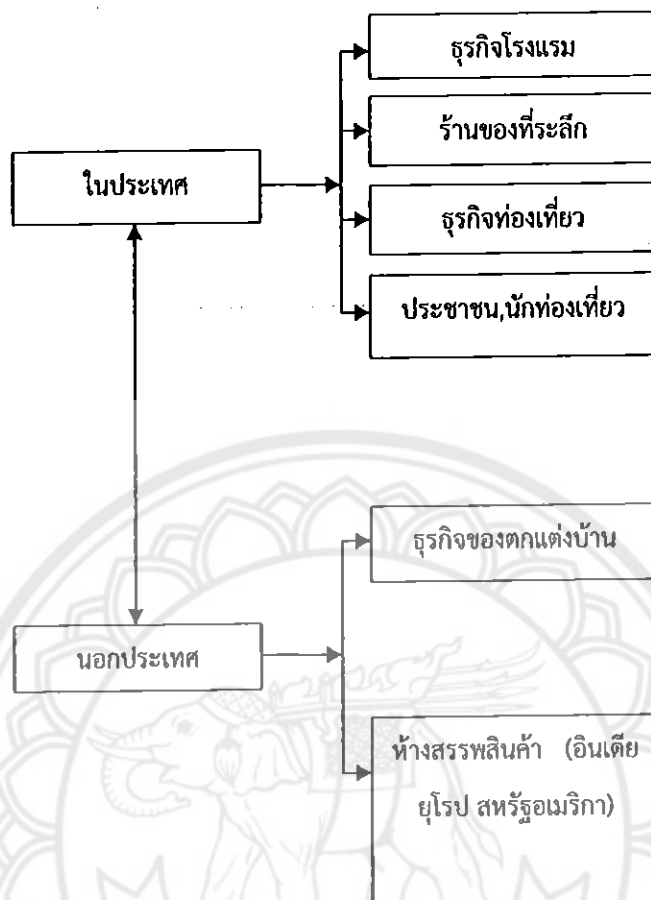 ธุรกิจโรงแรม
ร้านของที่ระลึก
ในประเทศ
ธุรกิจท่องเที่ยว
ประชาชน,นักท่องเที่ยว
ธุรกิจของตกแต่งบ้าน
นอกประเทศ
ห้างสรรพสินค้า (อินเดีย
ยุโรป สหรัฐอเมริกา)